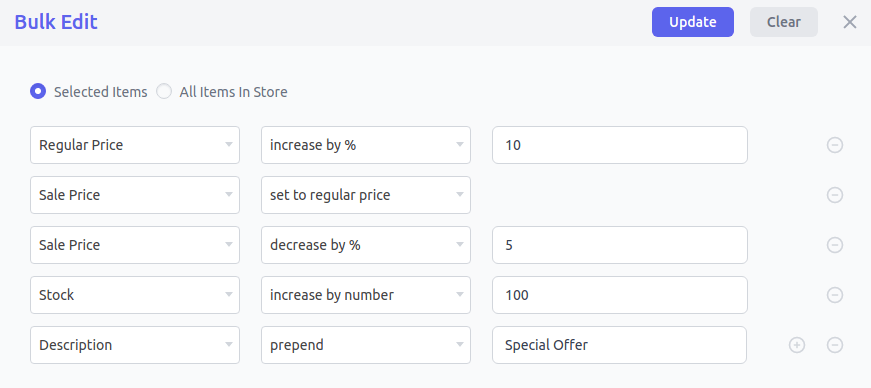 Bulk Edit Update Clear
Selected Items All Items In Store
Regular Price increase by % 10
Sale Price set to regular price
Sale Price decrease by % 5
Stock increase by number 100
Description prepend Special Offer